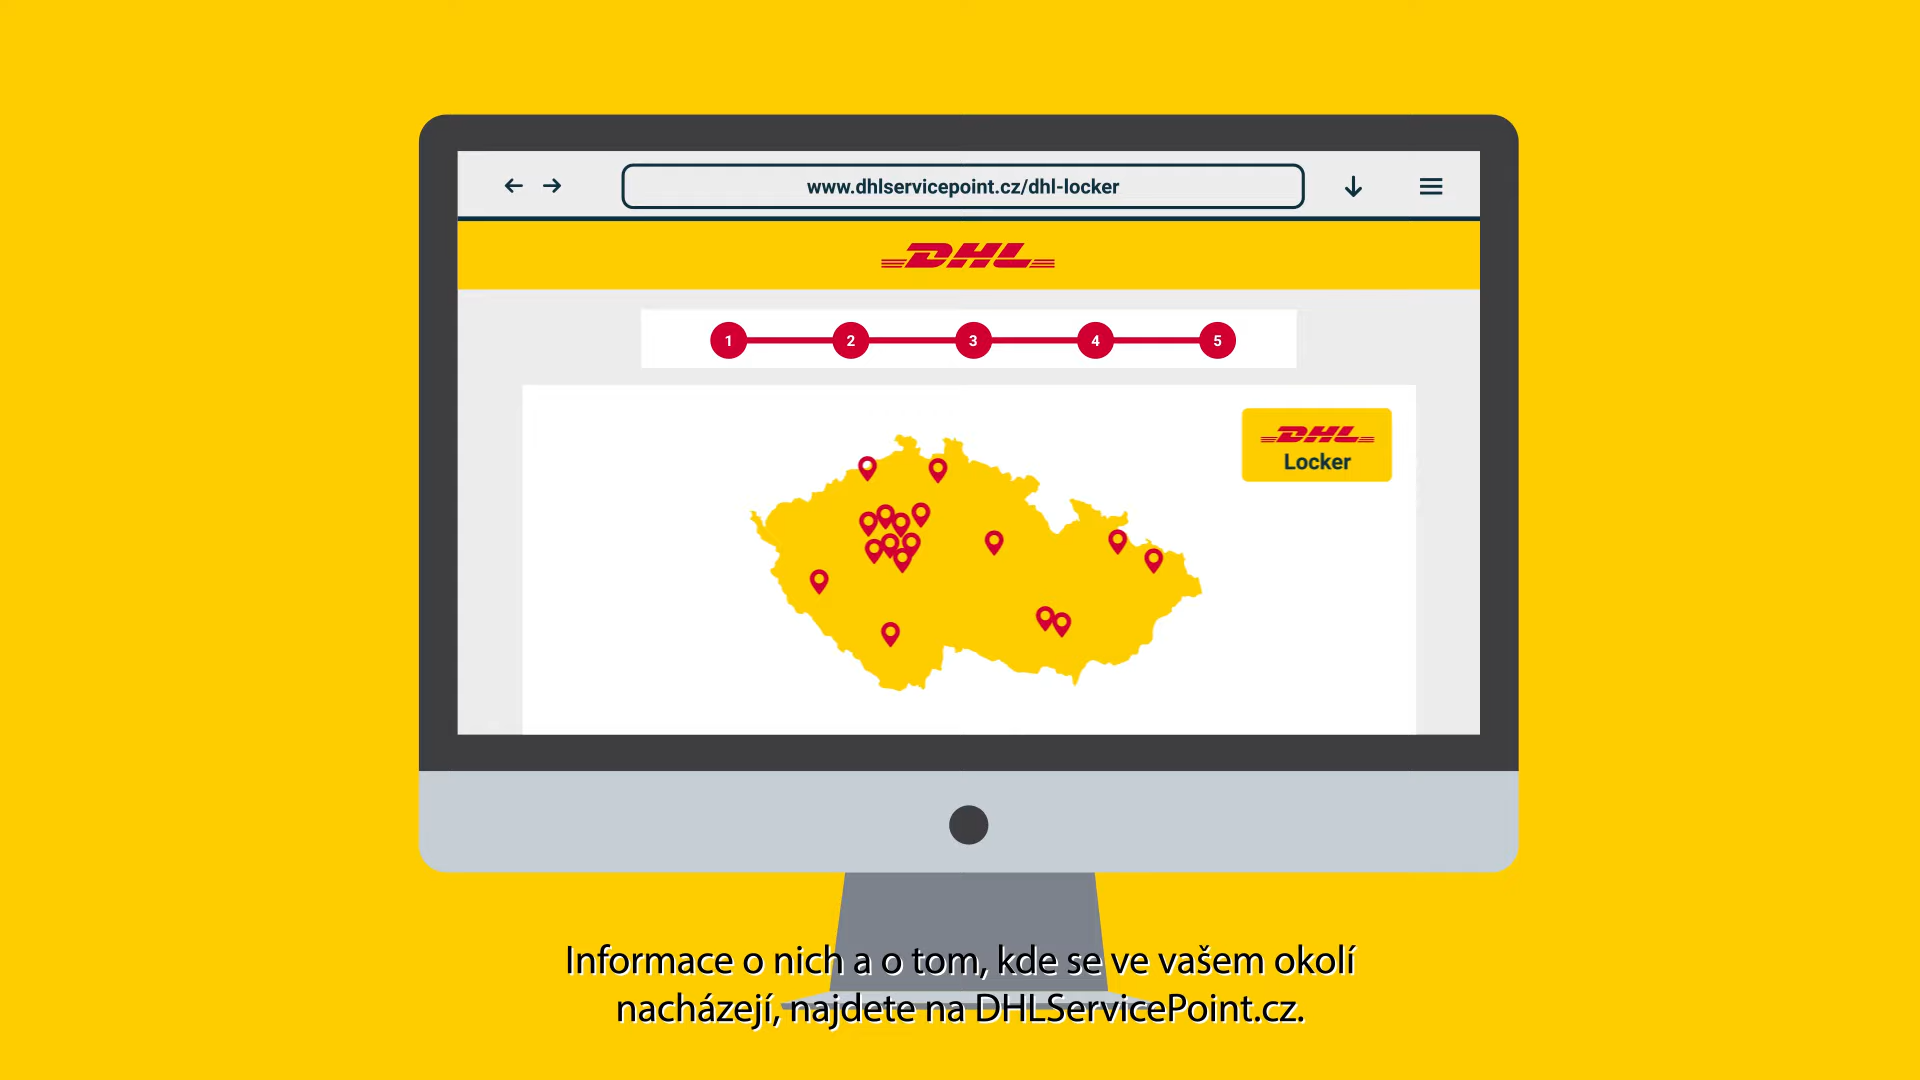 www.dhlservicepoint.cz/dhl-locker
DHL
1 2 3 4 5
DHL
Locker
Informace o nich a o tom, kde se ve vašem okolí
nacházejí, najdete na DHLServicePoint.cz.